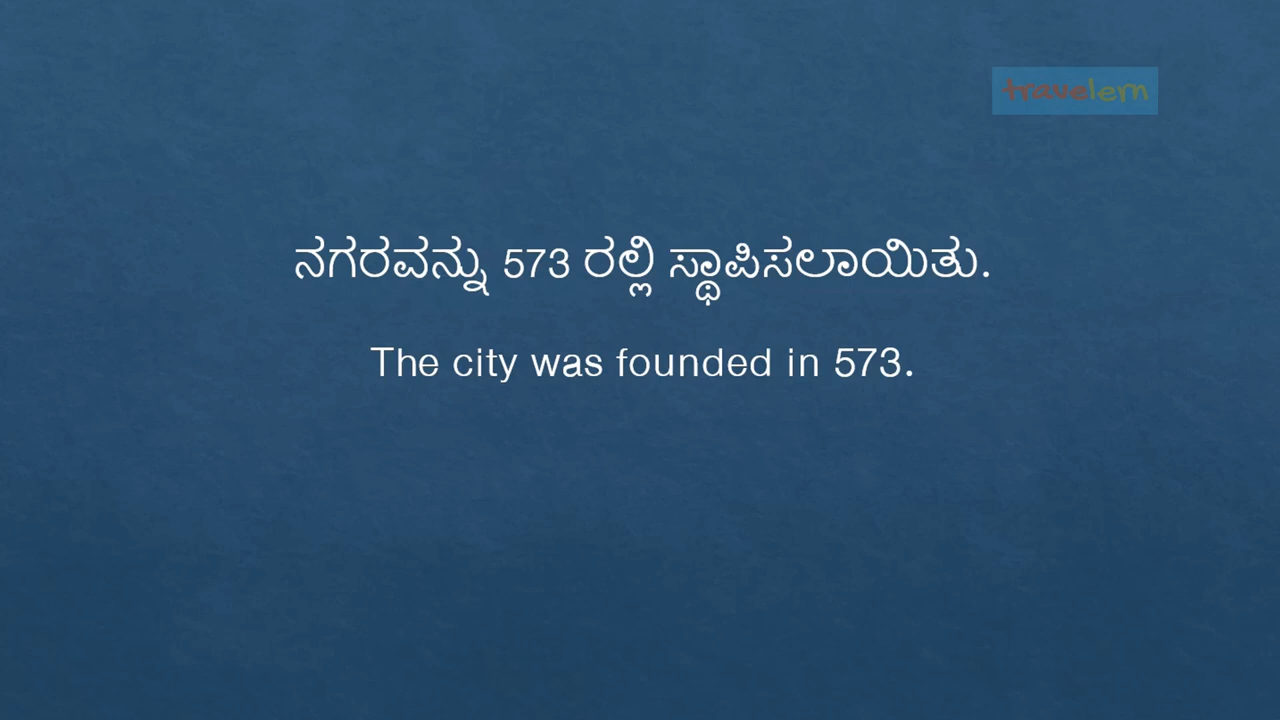 travelem
ನಗರವನ್ನು 573 ರಲ್ಲಿ ಸ್ಥಾಪಿಸಲಾಯಿತು.
The city was founded in 573.